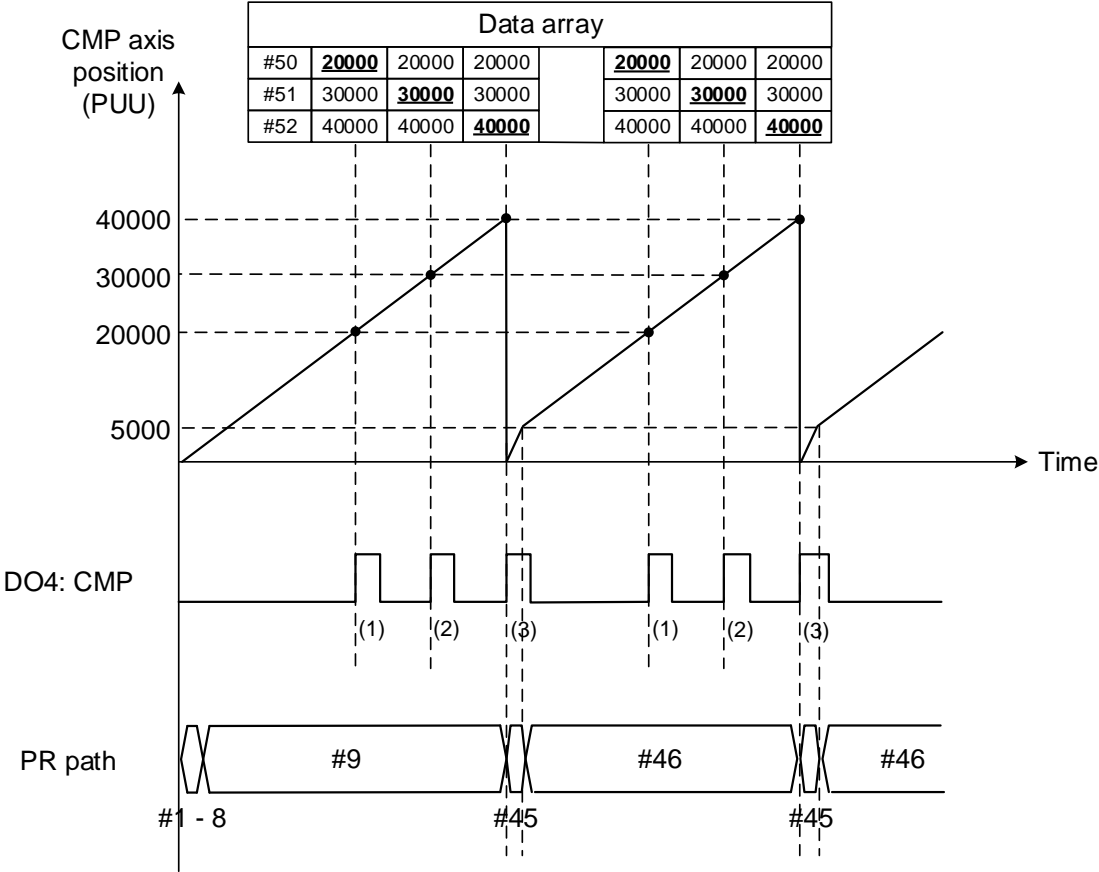 Data array
CMP axis
position
(PUU)
#50 20000 20000 20000 20000 20000 20000
#51 30000 30000 30000 30000 30000 30000
#52 40000 40000 40000 40000 40000 40000
40000
30000
20000
5000
Time
DO4: CMP
(1) (2) (3) (1) (2) (3)
PR path #9 #46 #46
#1 - 8 #45 #45